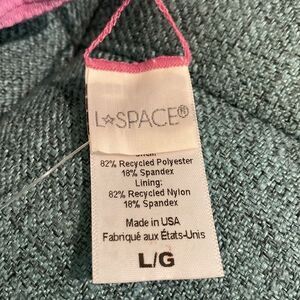 L☆SPACE®
82% Recycled Polyester
18% Spandex
Lining:
82% Recycled Nylon
18% Spandex
Made in USA
Fabriqué aux États-Unis
L/G